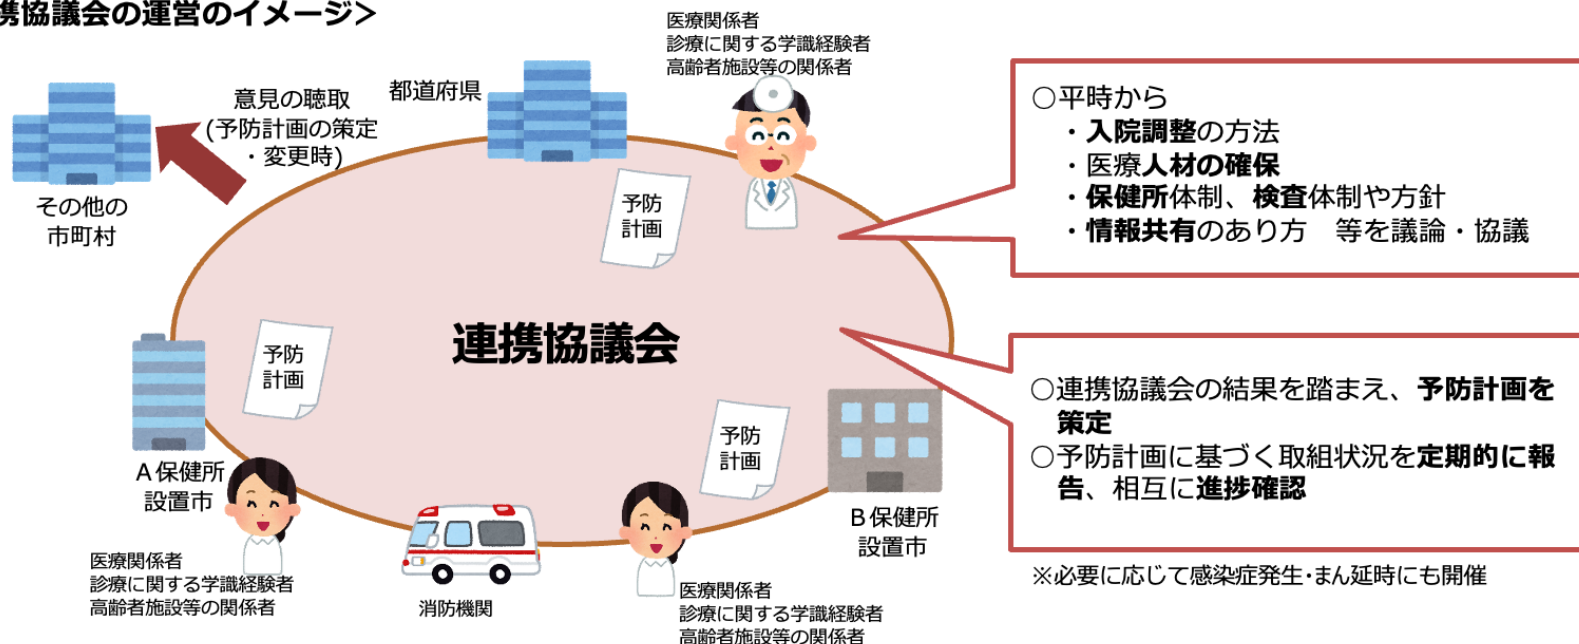 携協議会の運営のイメージ>
医療関係者
診療に関する学識経験者
高齢者施設等の関係者
都道府県
意見の聴取
(予防計画の策定
・変更時)
その他の
市町村
予防
計画
○平時から
・入院調整の方法
・医療人材の確保
・保健所体制、検査体制や方針
・情報共有のあり方　等を議論・協議
連携協議会
予防
計画
予防
計画
○連携協議会の結果を踏まえ、予防計画を
策定
○予防計画に基づく取組状況を定期的に報
告、相互に進捗確認
A保健所
設置市
B保健所
設置市
医療関係者
診療に関する学識経験者
高齢者施設等の関係者
消防機関
医療関係者
診療に関する学識経験者
高齢者施設等の関係者
※必要に応じて感染症発生・まん延時にも開催